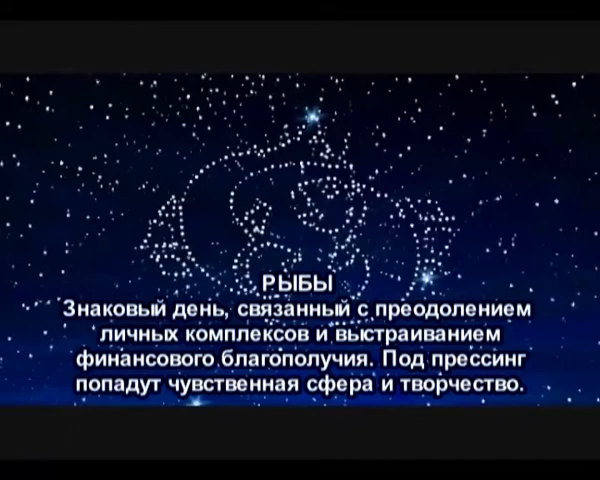 РЫБЫ
Знаковый день, связанный с преодолением
личных комплексов и выстраиванием
финансового благополучия. Под прессинг
попадут чувственная сфера и творчество.